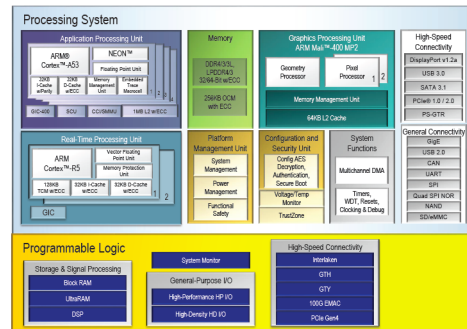 Processing System
Application Processing Unit
ARM®
Cortex™-A53
NEON™
Floating Point Unit
32KB
I-Cache
w/Parity
32KB
D-Cache
w/ECC
Memory
Management
Unit
Embedded
Trace
Macrocell
1
2
3
4
GIC-400
SCU
CCI/SMMU
1MB L2 w/ECC
Memory
DDR4/3/3L,
LPDDR4/3
32/64-Bit w/ECC
256KB OCM
with ECC
Graphics Processing Unit
ARM Mali™-400 MP2
Geometry
Processor
Pixel
Processor
1
2
Memory Management Unit
64KB L2 Cache
High-Speed
Connectivity
DisplayPort v1.2a
USB 3.0
SATA 3.1
PCIe® 1.0 / 2.0
PS-GTR
Real-Time Processing Unit
ARM
Cortex™-R5
Vector Floating
Point Unit
Memory Protection
Unit
128KB
TCM w/ECC
32KB I-Cache
w/ECC
32KB D-Cache
w/ECC
1
2
GIC
Platform
Management Unit
System
Management
Power
Management
Functional
Safety
Configuration and
Security Unit
Config AES
Decryption,
Authentication,
Secure Boot
Voltage/Temp
Monitor
TrustZone
System
Functions
Multichannel DMA
Timers,
WDT, Resets,
Clocking & Debug
General Connectivity
GigE
USB 2.0
CAN
UART
SPI
Quad SPI NOR
NAND
SD/eMMC
Programmable Logic
Storage & Signal Processing
Block RAM
UltraRAM
DSP
System Monitor
General-Purpose I/O
High-Performance HP I/O
High-Density HD I/O
High-Speed Connectivity
Interlaken
GTH
GTY
100G EMAC
PCIe Gen4